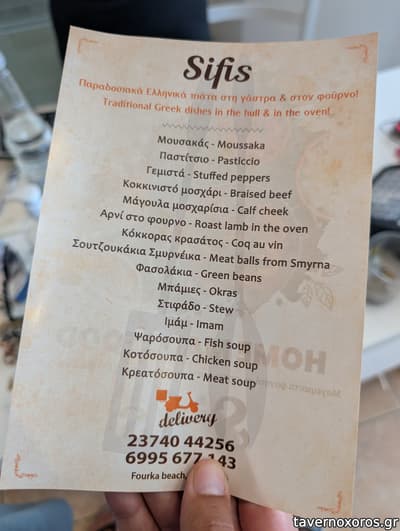 Sifis
Παραδοσιακά Ελληνικά πιάτα στη γάστρα & στον φούρνο!
Traditional Greek dishes in the hull & in the oven!
Μουσακάς - Moussaka
Παστίτσιο - Pasticcio
Γεμιστά - Stuffed peppers
Κοκκινιστό μοσχάρι - Braised beef
Μάγουλα μοσχαρίσια - Calf cheek
Αρνί στο φουρνο - Roast lamb in the oven
Κόκκορας κρασάτος - Coq au vin
Σουτζουκάκια Σμυρνέικα - Meat balls from Smyrna
Φασολάκια - Green beans
Μπάμιες - Okras
Στιφάδο - Stew
Ιμάμ - Imam
Ψαρόσουπα - Fish soup
Κοτόσουπα - Chicken soup
Κρεατόσουπα - Meat soup
delivery
23740 44256
6995 677 143
Fourka beach,
tavernoxoros.gr